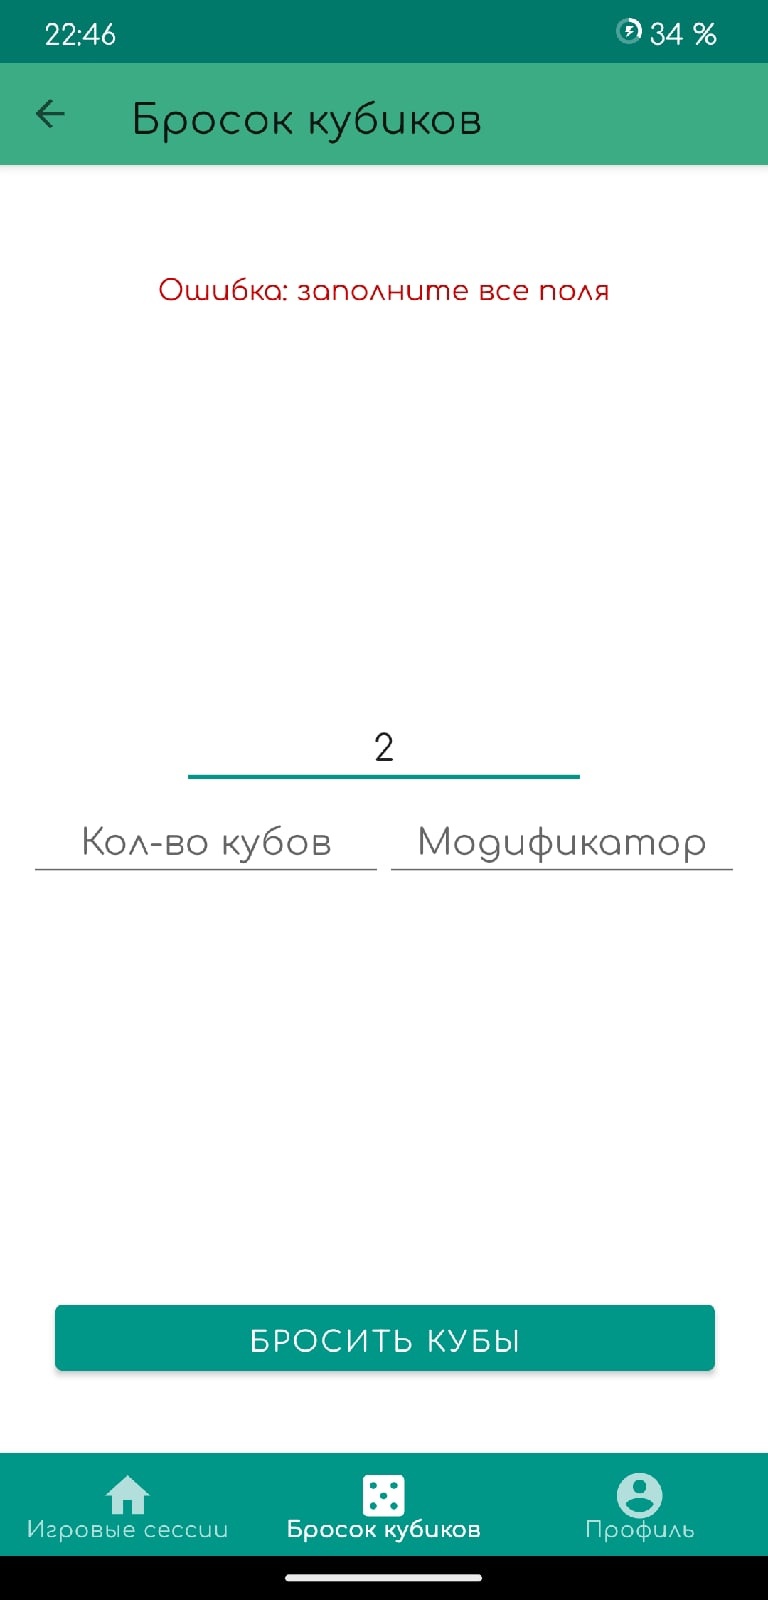 22:46
34 %
Бросок кубиков
Ошибка: заполните все поля
2
Кол-во кубов
Модификатор
БРОСИТЬ КУБЫ
Игровые сессии
Бросок кубиков
Профиль